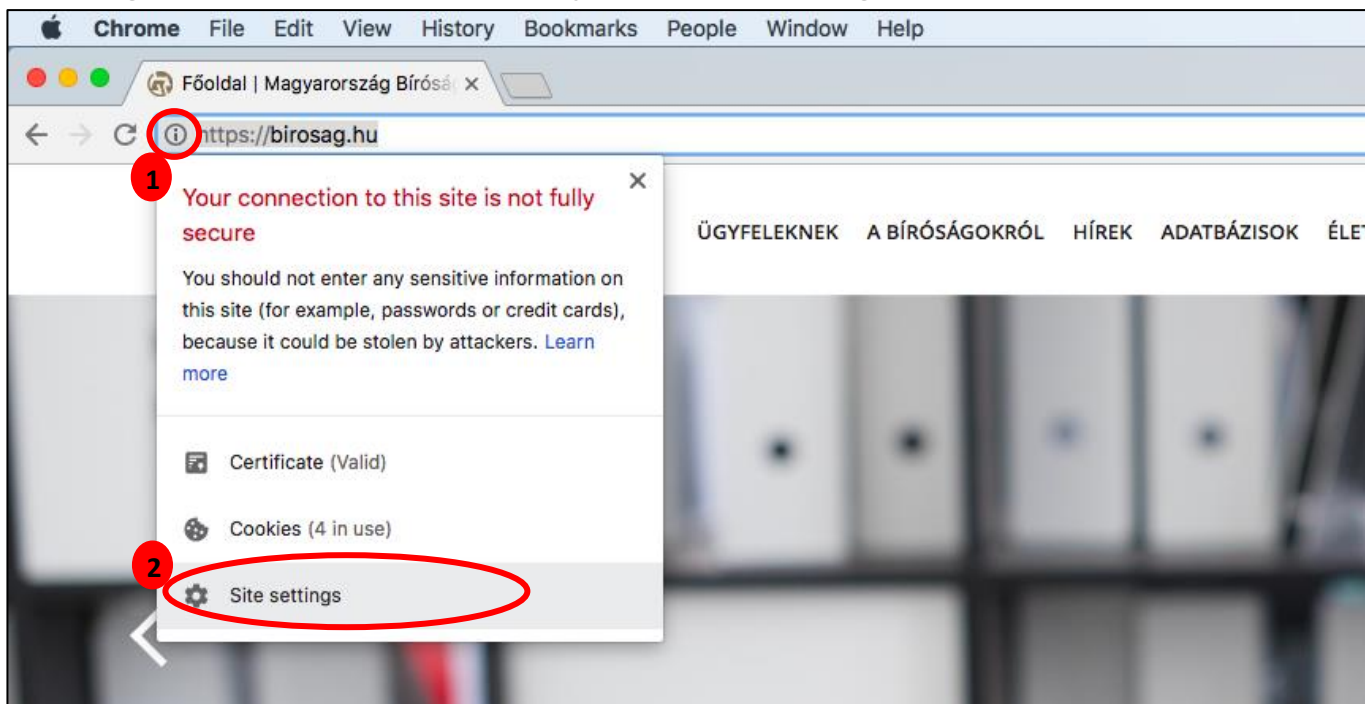 Chrome File Edit View History Bookmarks People Window Help
Főoldal | Magyarország Bírósá
https://birosag.hu
1
Your connection to this site is not fully
secure
ÜGYFELEKNEK A BÍRÓSÁGOKRÓL HÍREK ADATBÁZISOK ÉLET
You should not enter any sensitive information on
this site (for example, passwords or credit cards),
because it could be stolen by attackers. Learn
more
Certificate (Valid)
Cookies (4 in use)
2
Site settings